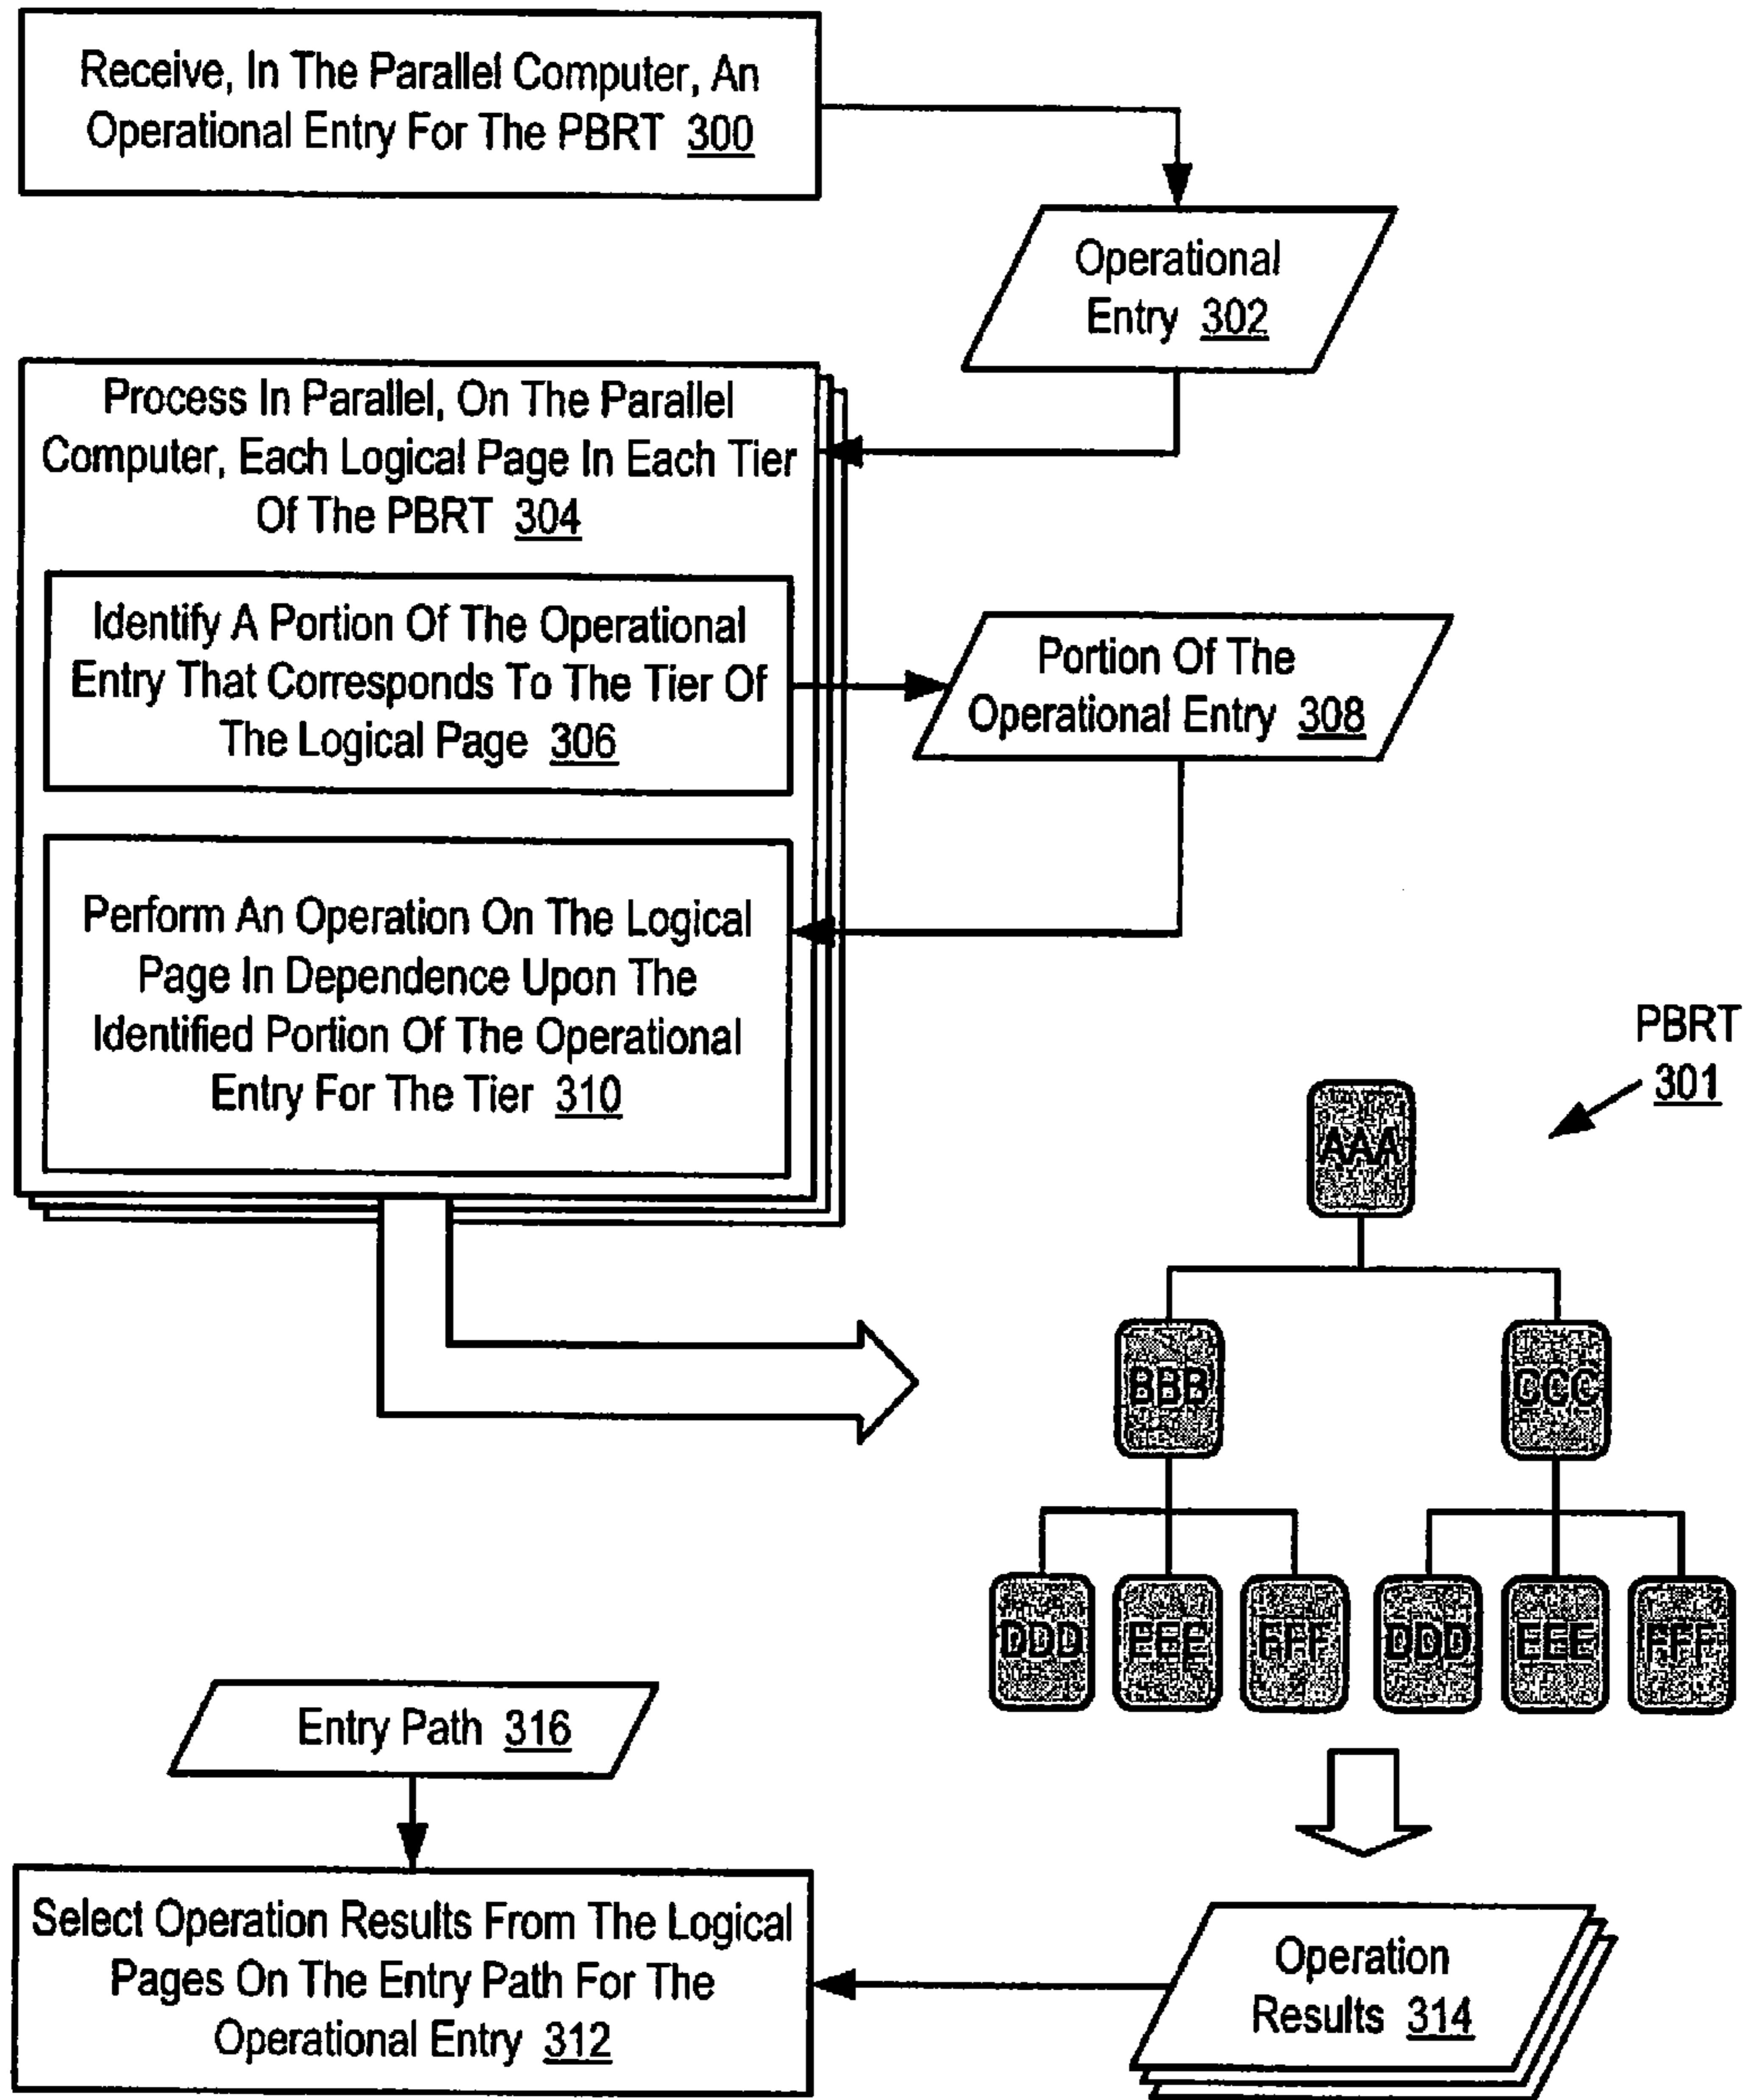 Receive, In The Parallel Computer, An
Operational Entry For The PBRT 300
Operational
Entry 302
Process In Parallel, On The Parallel
Computer, Each Logical Page In Each Tier
Of The PBRT 304
Identify A Portion Of The Operational
Entry That Corresponds To The Tier Of
The Logical Page 306
Portion Of The
Operational Entry 308
Perform An Operation On The Logical
Page In Dependence Upon The
Identified Portion Of The Operational
Entry For The Tier 310
PBRT
301
AAA
BBB
CCC
DDD
EEE
FFF
DDD
EEE
FFF
Entry Path 316
Select Operation Results From The Logical
Pages On The Entry Path For The
Operational Entry 312
Operation
Results 314